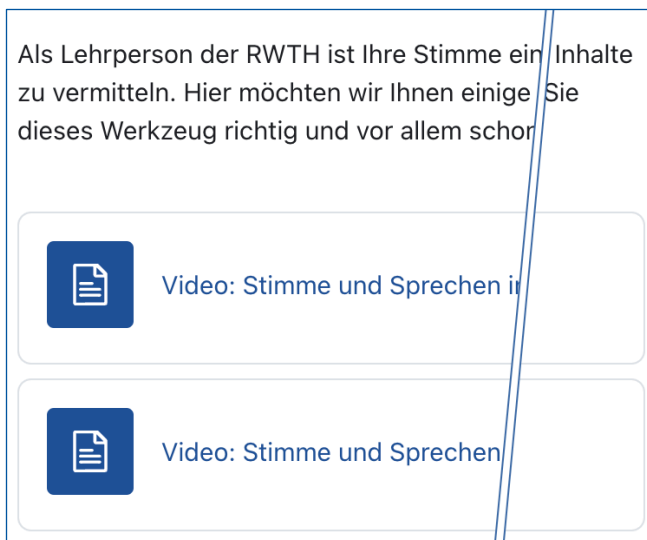 Als Lehrperson der RWTH ist Ihre Stimme ein Inhalte
zu vermitteln. Hier möchten wir Ihnen einige Sie
dieses Werkzeug richtig und vor allem
Video: Stimme und Sprechen
Video: Stimme und Sprechen